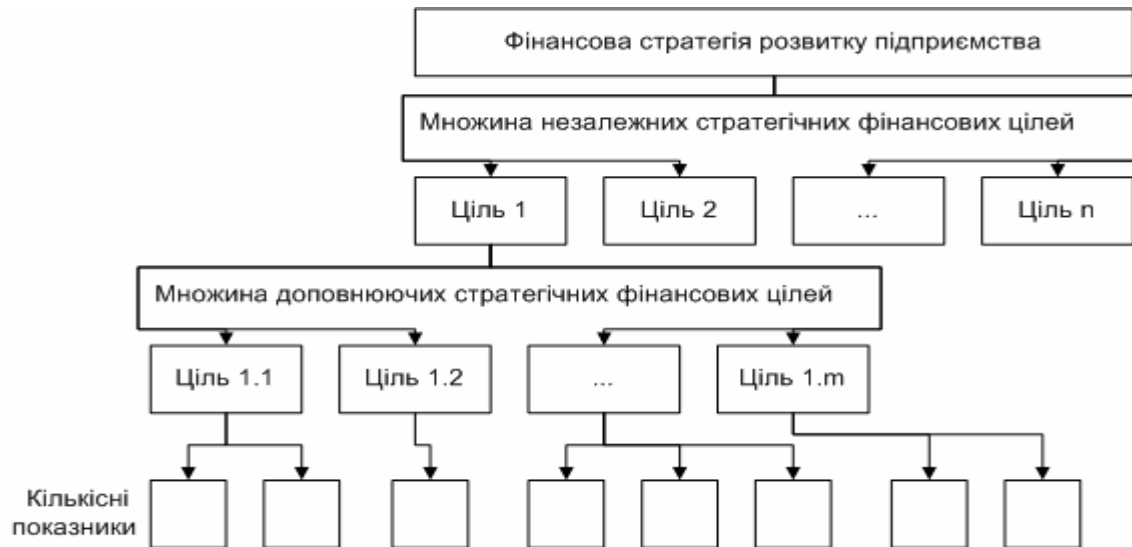 Фінансова стратегія розвитку підприємства
Множина незалежних стратегічних фінансових цілей
Ціль 1
Ціль 2
...
Ціль n
Множина доповнюючих стратегічних фінансових цілей
Ціль 1.1
Ціль 1.2
...
Ціль 1.m
Кількісні
показники